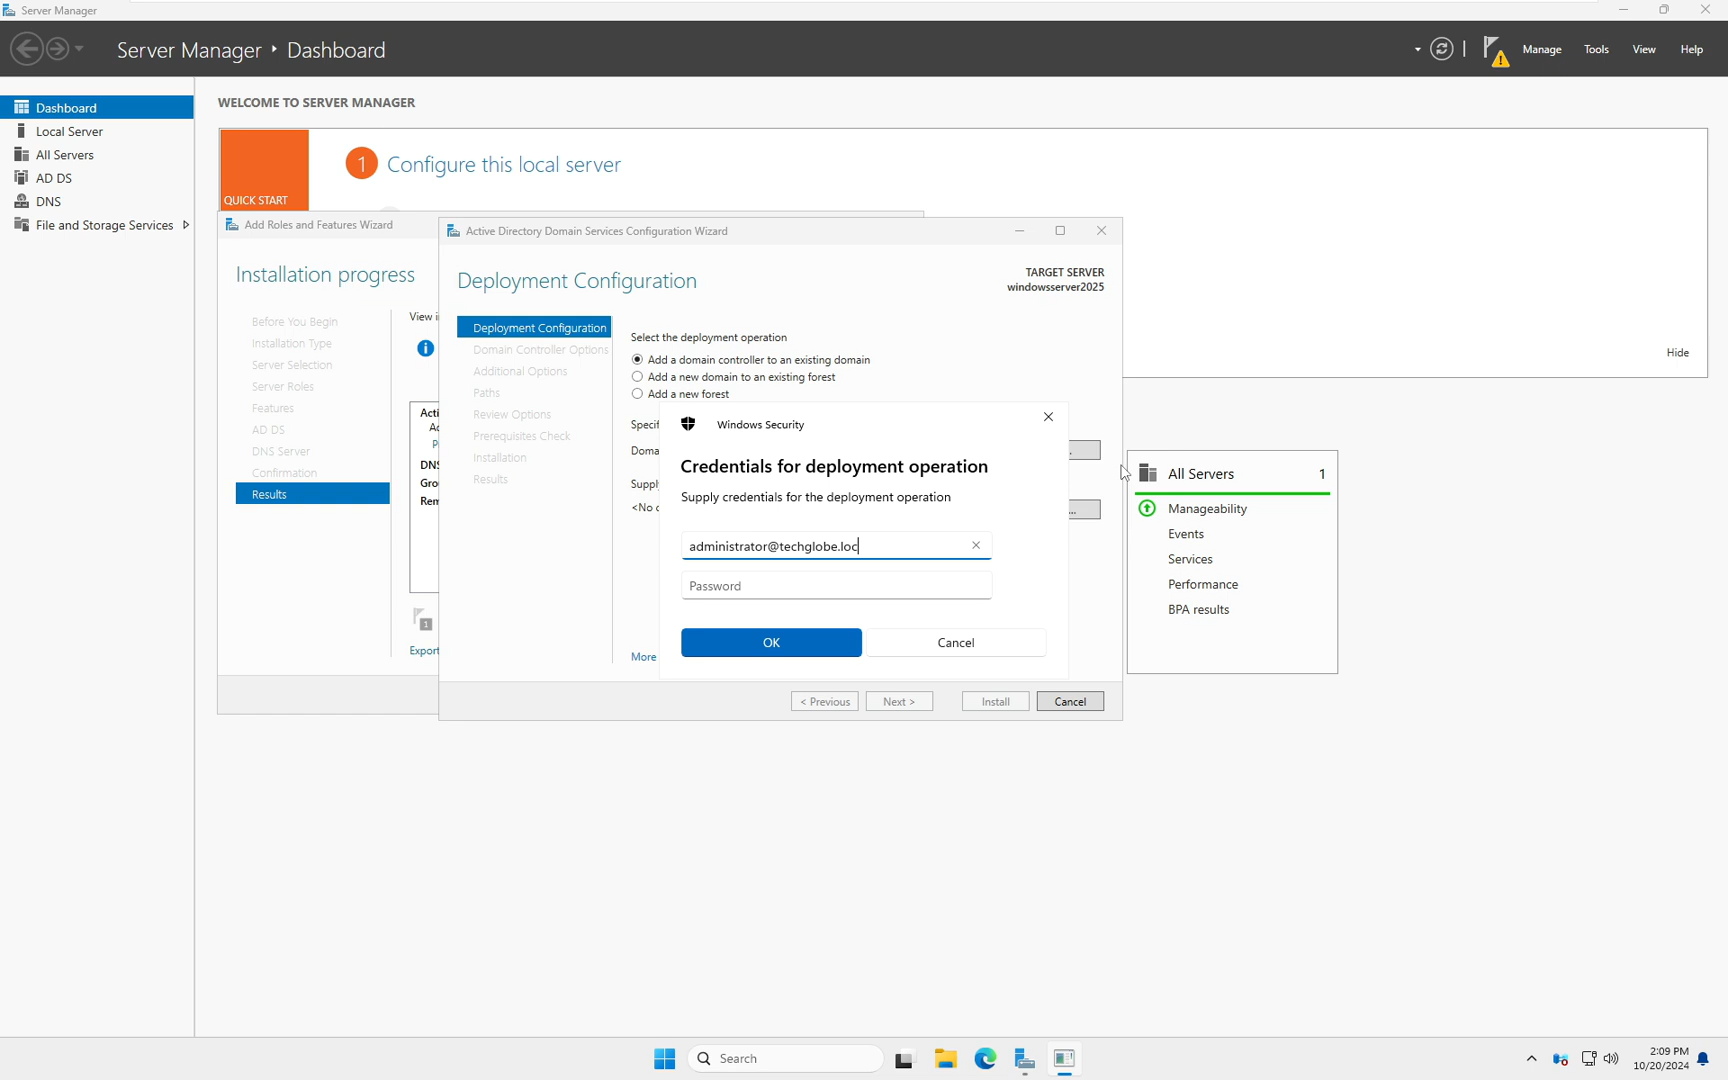 Server Manager
Server Manager • Dashboard
Manage Tools View Help
Dashboard
Local Server
All Servers
AD DS
DNS
File and Storage Services
WELCOME TO SERVER MANAGER
QUICK START
1 Configure this local server
Hide
Add Roles and Features Wizard
Installation progress
Before You Begin
Installation Type
Server Selection
Server Roles
Features
AD DS
DNS Server
Confirmation
Results
Active Directory Domain Services Configuration Wizard
Deployment Configuration
TARGET SERVER
windowsserver2025
Deployment Configuration
Domain Controller Options
Additional Options
Paths
Review Options
Prerequisites Check
Installation
Results
Select the deployment operation
Add a domain controller to an existing domain
Add a new domain to an existing forest
Add a new forest
More
< Previous
Next >
Install
Cancel
Windows Security
Credentials for deployment operation
Supply credentials for the deployment operation
administrator@techglobe.loc
Password
OK
Cancel
All Servers 1
Manageability
Events
Services
Performance
BPA results
Search
2:09 PM
10/20/2024